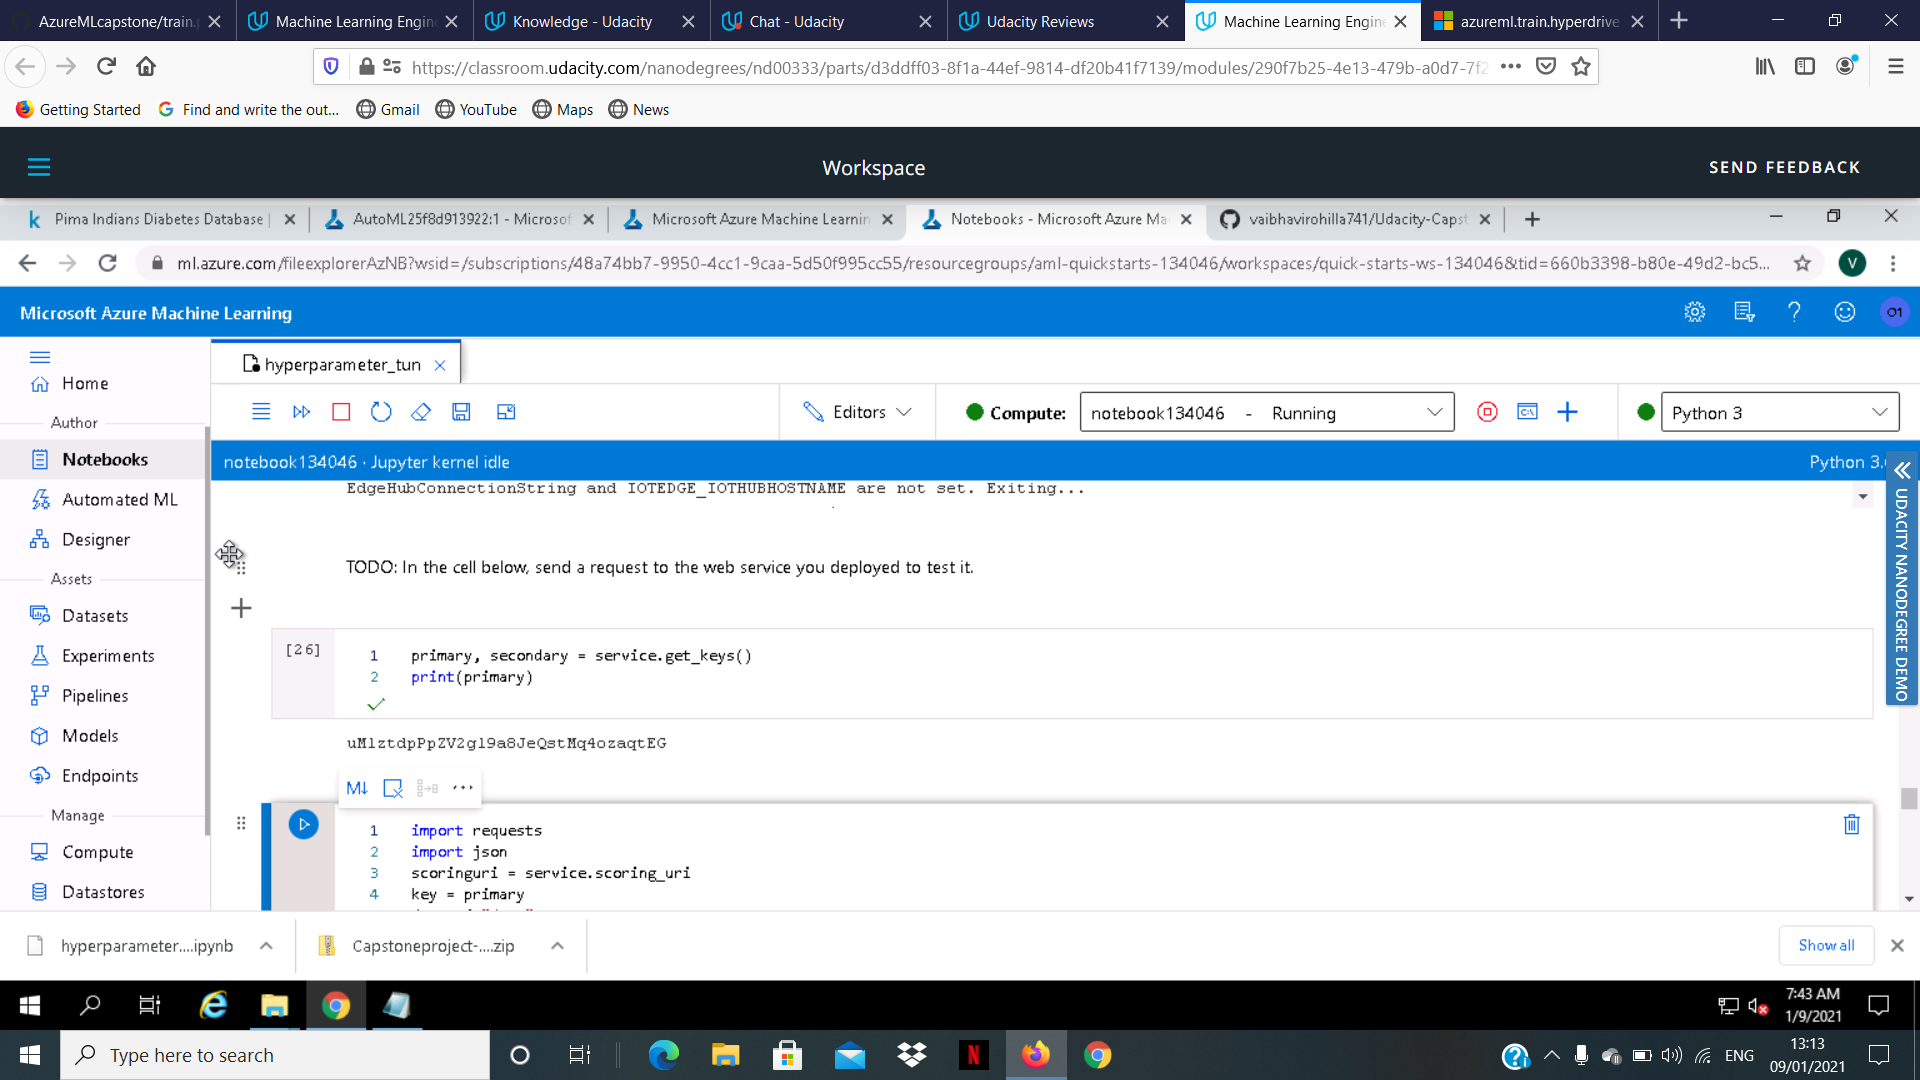 AzureMLcapstone/train.p
Machine Learning Engine
Knowledge - Udacity
Chat - Udacity
Udacity Reviews
Machine Learning Engine
azureml.train.hyperdrive
https://classroom.udacity.com/nanodegrees/nd00333/parts/d3ddff03-8f1a-44ef-9814-df20b41f7139/modules/290f7b25-4e13-479b-a0d7-7f2
Getting Started
Find and write the out...
Gmail
YouTube
Maps
News
Workspace
SEND FEEDBACK
Pima Indians Diabetes Database |
AutoML25f8d913922:1 - Microsof
Microsoft Azure Machine Learnin
Notebooks - Microsoft Azure Ma
vaibhavirohilla741/Udacity-Capst
ml.azure.com/fileexplorerAzNB?wsid=/subscriptions/48a74bb7-9950-4cc1-9caa-5d50f995cc55/resourcegroups/aml-quickstarts-134046/workspaces/quick-starts-ws-134046&tid=660b3398-b80e-49d2-bc5...
V
Microsoft Azure Machine Learning
O1
hyperparameter_tun
Home
Author
Notebooks
Automated ML
Designer
Assets
Datasets
Experiments
Pipelines
Models
Endpoints
Manage
Compute
Datastores
Editors
Compute:
notebook134046 - Running
Python 3
notebook134046 · Jupyter kernel idle
Python 3.
UDACITY NANODEGREE DEMO
EdgeHubConnectionString and IOTEDGE_IOTHUBHOSTNAME are not set. Exiting...
TODO: In the cell below, send a request to the web service you deployed to test it.
[26]
1 primary, secondary = service.get_keys()
2 print(primary)
uMlztdpPpZV2gl9a8JeQstMq4ozaqtEG
M↓
1 import requests
2 import json
3 scoringuri = service.scoring_uri
4 key = primary
hyperparameter....ipynb
Capstoneproject-....zip
Show all
7:43 AM
1/9/2021
Type here to search
ENG
13:13
09/01/2021